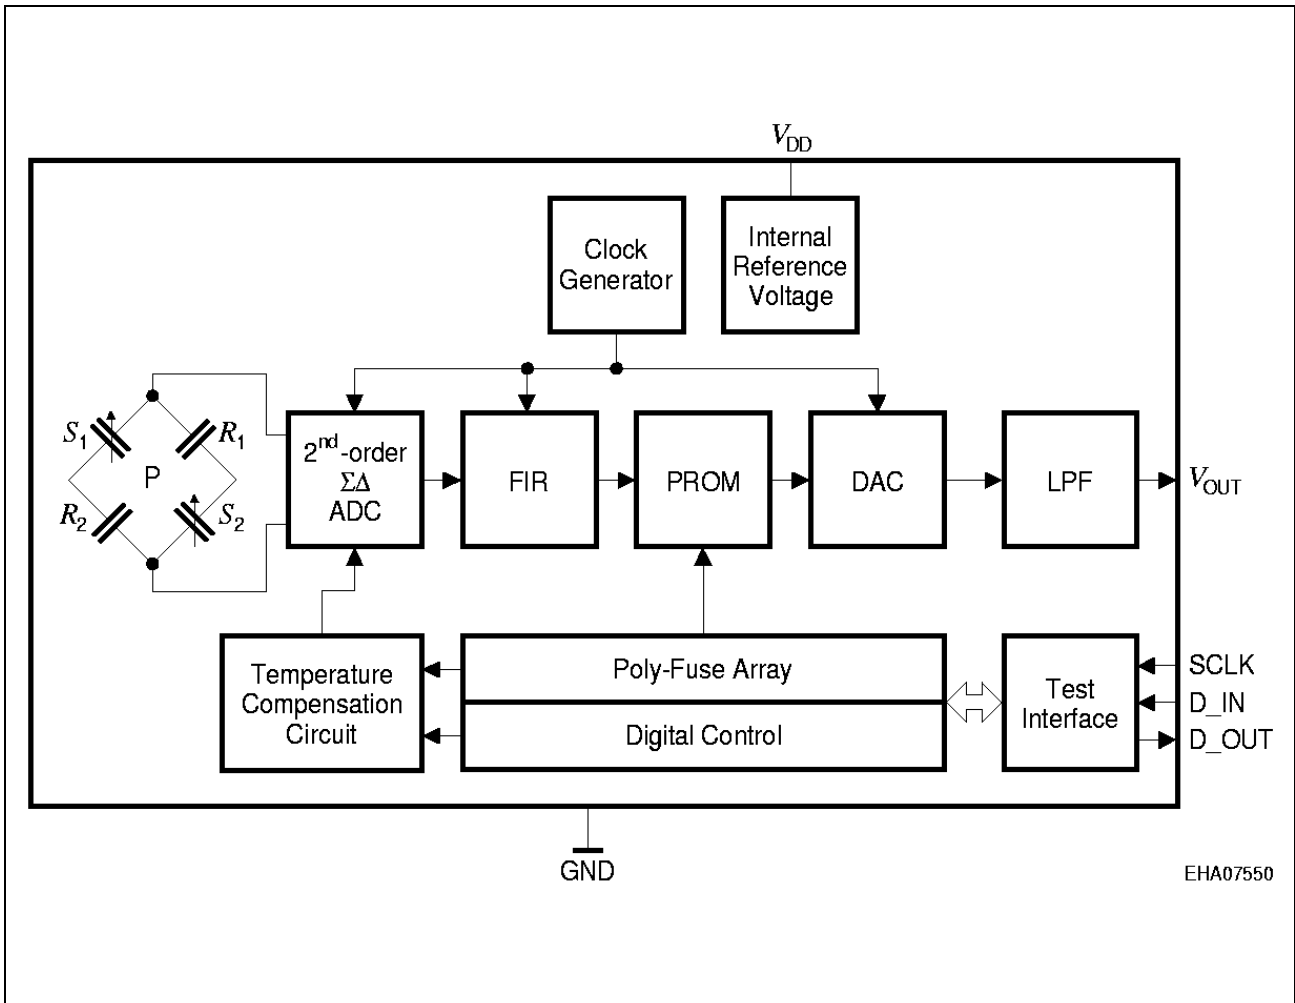 V_DD
Clock
Generator
Internal
Reference
Voltage
S₁
R₁
P
R₂
S₂
2ⁿᵈ-order
ΣΔ
ADC
FIR
PROM
DAC
LPF
V_OUT
Temperature
Compensation
Circuit
Poly-Fuse Array
Digital Control
Test
Interface
SCLK
D_IN
D_OUT
GND
EHA07550